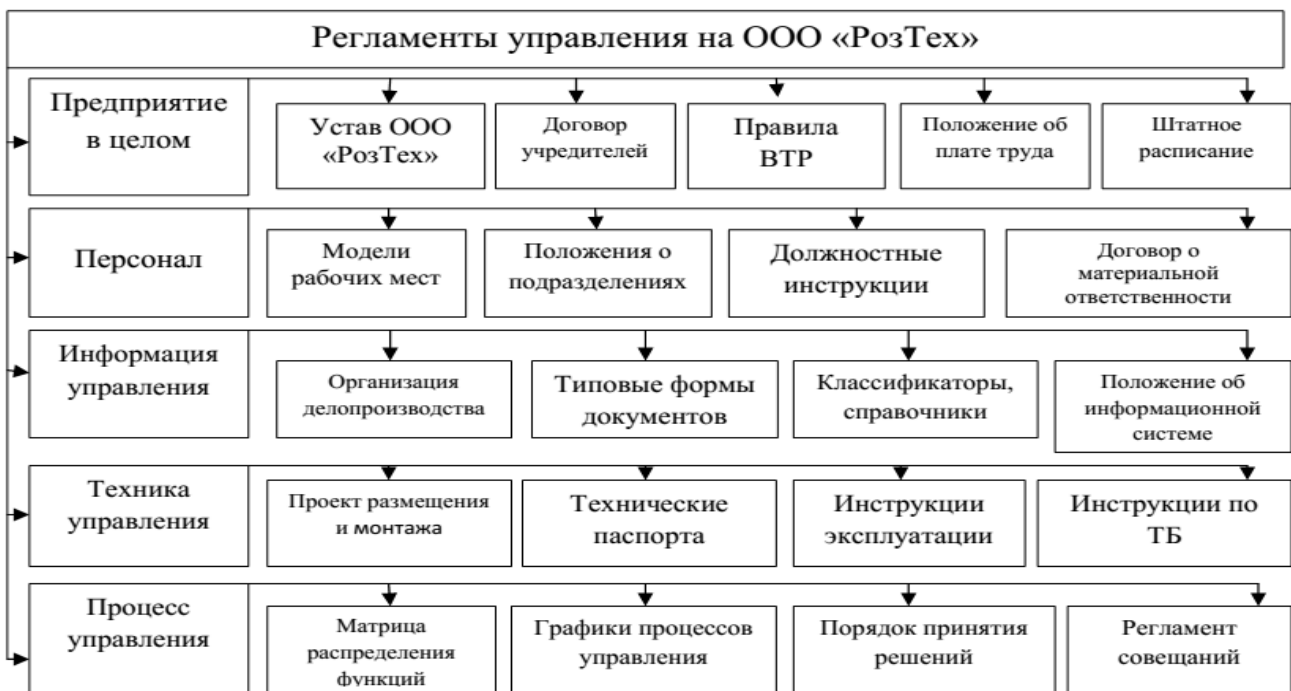 Регламенты управления на ООО «РозТех»
Предприятие
в целом
Устав ООО
«РозТех»
Договор
учредителей
Правила
ВТР
Положение об
плате труда
Штатное
расписание
Персонал
Модели
рабочих мест
Положения о
подразделениях
Должностные
инструкции
Договор о
материальной
ответственности
Информация
управления
Организация
делопроизводства
Типовые формы
документов
Классификаторы,
справочники
Положение об
информационной
системе
Техника
управления
Проект размещения
и монтажа
Технические
паспорта
Инструкции
эксплуатации
Инструкции по
ТБ
Процесс
управления
Матрица
распределения
функций
Графики процессов
управления
Порядок принятия
решений
Регламент
совещаний